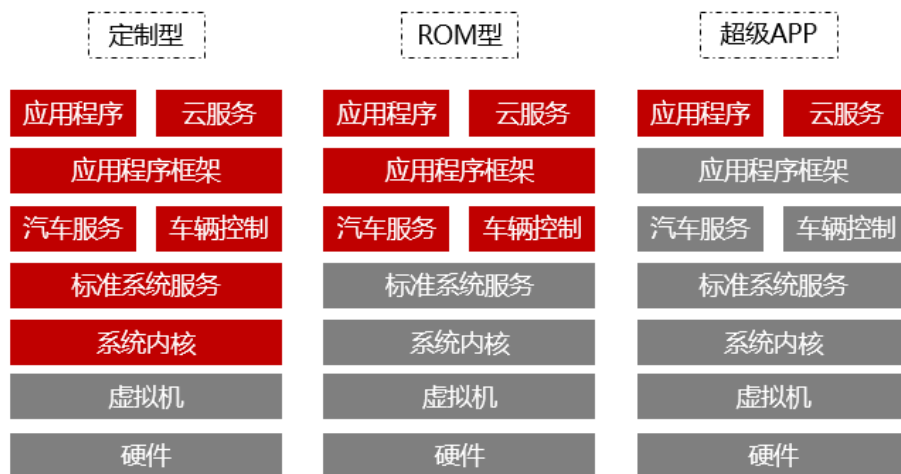 定制型 ROM型 超级APP
应用程序 云服务 应用程序 云服务 应用程序 云服务
应用程序框架 应用程序框架 应用程序框架
汽车服务 车辆控制 汽车服务 车辆控制 汽车服务 车辆控制
标准系统服务 标准系统服务 标准系统服务
系统内核 系统内核 系统内核
虚拟机 虚拟机 虚拟机
硬件 硬件 硬件